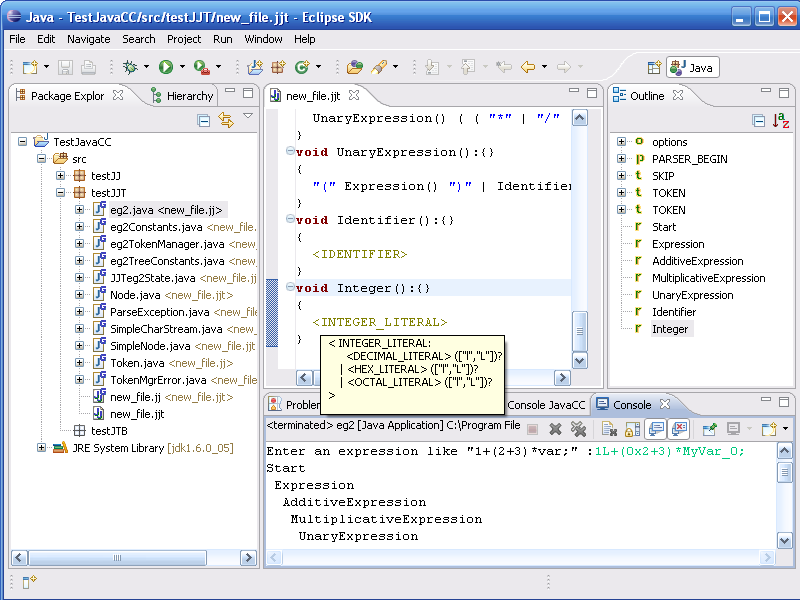 Java - TestJavaCC/src/testJJT/new_file.jjt - Eclipse SDK
File Edit Navigate Search Project Run Window Help
Java
Package Explor
Hierarchy
TestJavaCC
src
testJJ
testJJT
eg2.java <new_file.jj>
eg2Constants.java <new_file.
eg2TokenManager.java <new_
eg2TreeConstants.java <new_
JJTeg2State.java <new_file.jj
Node.java <new_file.jjt>
ParseException.java <new_file
SimpleCharStream.java <new_
SimpleNode.java <new_file.jjt
Token.java <new_file.jj>
TokenMgrError.java <new_file
new_file.jj <new_file.jjt>
new_file.jjt
testJTB
JRE System Library [jdk1.6.0_05]
new_file.jjt
UnaryExpression() ( ( "*" | "/"
}
void UnaryExpression():{}
{
"(" Expression() ")" | Identifier
}
void Identifier():{}
{
<IDENTIFIER>
}
void Integer():{}
{
<INTEGER_LITERAL>
}
< INTEGER_LITERAL:
<DECIMAL_LITERAL> (["l","L"])?
| <HEX_LITERAL> (["l","L"])?
| <OCTAL_LITERAL> (["l","L"])?
>
Outline
options
PARSER_BEGIN
SKIP
TOKEN
TOKEN
Start
Expression
AdditiveExpression
MultiplicativeExpression
UnaryExpression
Identifier
Integer
Problem
Console JavaCC
Console
<terminated> eg2 [Java Application] C:\Program File
Enter an expression like "1+(2+3)*var;" :1L+(0x2+3)*MyVar_0;
Start
Expression
AdditiveExpression
MultiplicativeExpression
UnaryExpression